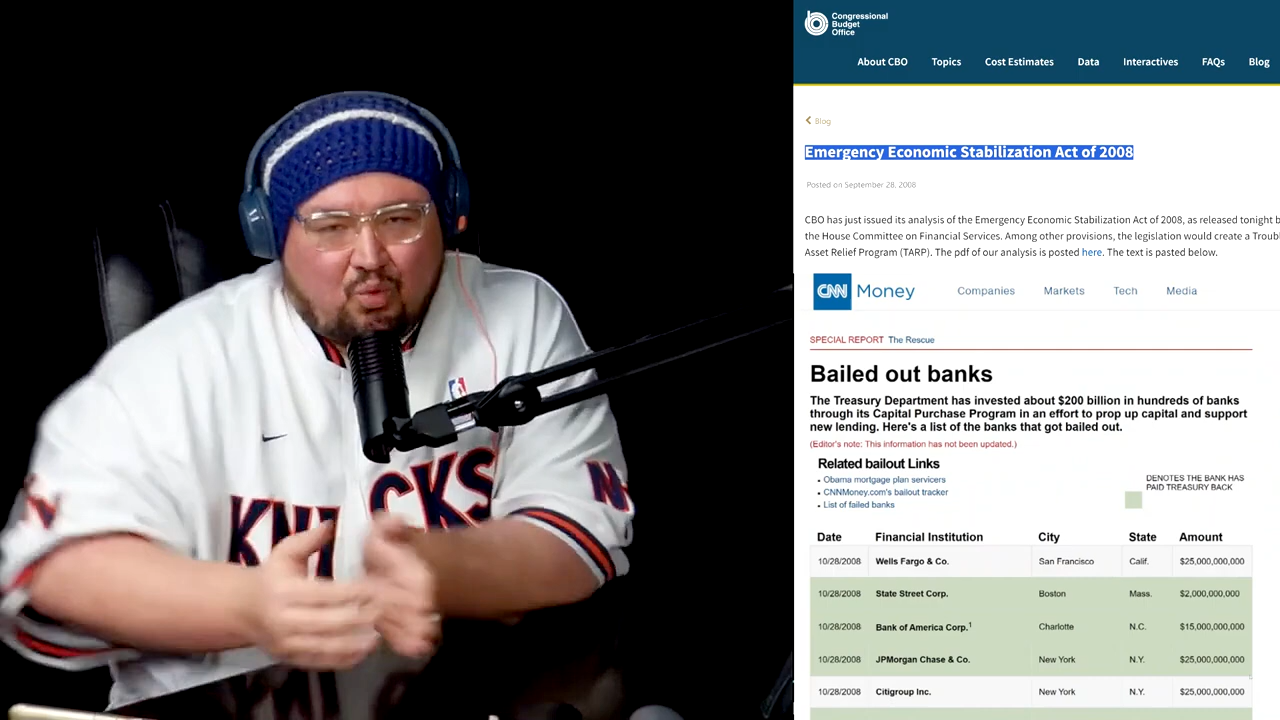 Congressional
Budget
Office
About CBO Topics Cost Estimates Data Interactives FAQs Blog
Blog
Emergency Economic Stabilization Act of 2008
Posted on September 28, 2008
CBO has just issued its analysis of the Emergency Economic Stabilization Act of 2008, as released tonight
the House Committee on Financial Services. Among other provisions, the legislation would create a
Asset Relief Program (TARP). The pdf of our analysis is posted here. The text is pasted below.
CNN Money Companies Markets Tech Media
SPECIAL REPORT The Rescue
Bailed out banks
The Treasury Department has invested about $200 billion in hundreds of banks
through its Capital Purchase Program in an effort to prop up capital and support
new lending. Here's a list of the banks that got bailed out.
(Editor's note: This information has not been updated.)
Related bailout Links
• Obama mortgage plan servicers
• CNNMoney.com's bailout tracker
• List of failed banks
DENOTES THE BANK HAS
PAID TREASURY BACK
Date Financial Institution City State Amount
10/28/2008 Wells Fargo & Co. San Francisco Calif. $25,000,000,000
10/28/2008 State Street Corp. Boston Mass. $2,000,000,000
10/28/2008 Bank of America Corp.1 Charlotte N.C. $15,000,000,000
10/28/2008 JPMorgan Chase & Co. New York N.Y. $25,000,000,000
10/28/2008 Citigroup Inc. New York N.Y. $25,000,000,000
N
N